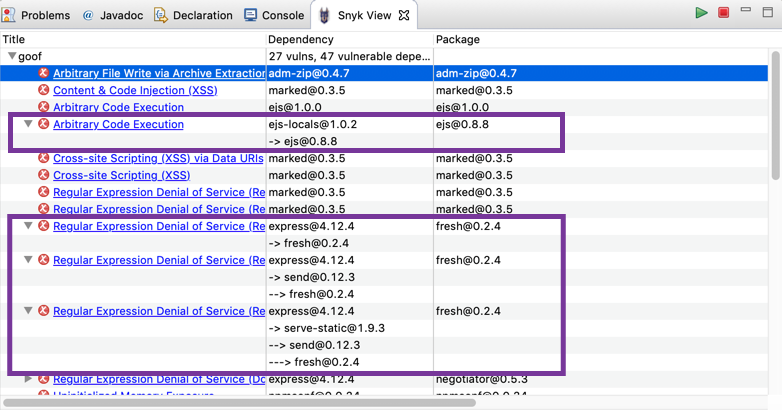 Problems Javadoc Declaration Console Snyk View
Title Dependency Package
goof 27 vulns, 47 vulnerable depe...
Arbitrary File Write via Archive Extraction adm-zip@0.4.7 adm-zip@0.4.7
Content & Code Injection (XSS) marked@0.3.5 marked@0.3.5
Arbitrary Code Execution ejs@1.0.0 ejs@1.0.0
Arbitrary Code Execution ejs-locals@1.0.2 ejs@0.8.8
-> ejs@0.8.8
Cross-site Scripting (XSS) via Data URIs marked@0.3.5 marked@0.3.5
Cross-site Scripting (XSS) marked@0.3.5 marked@0.3.5
Regular Expression Denial of Service (Re marked@0.3.5 marked@0.3.5
Regular Expression Denial of Service (Re marked@0.3.5 marked@0.3.5
Regular Expression Denial of Service (Re express@4.12.4 fresh@0.2.4
-> fresh@0.2.4
Regular Expression Denial of Service (Re express@4.12.4 fresh@0.2.4
-> send@0.12.3
--> fresh@0.2.4
Regular Expression Denial of Service (Re express@4.12.4 fresh@0.2.4
-> serve-static@1.9.3
--> send@0.12.3
---> fresh@0.2.4
Regular Expression Denial of Service (Do express@4.12.4 negotiator@0.5.3
Uninitialized Memory Exposure npmconf@0.0.24